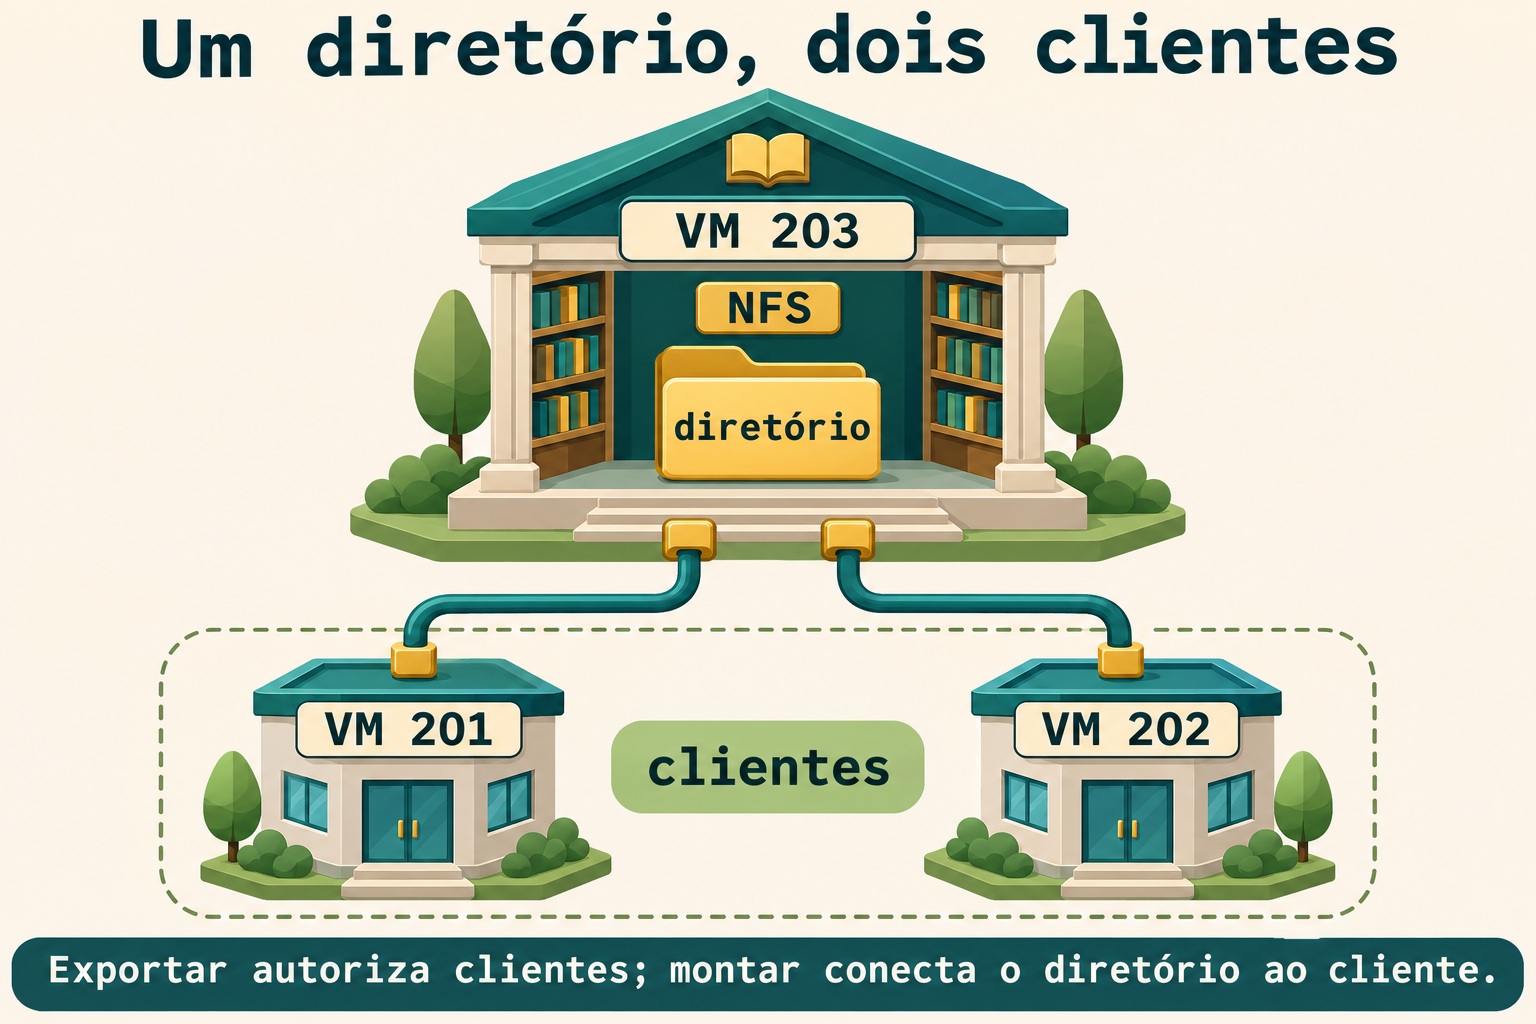 Um diretório, dois clientes
VM 203
NFS
diretório
VM 201
clientes
VM 202
Exportar autoriza clientes; montar conecta o diretório ao cliente.